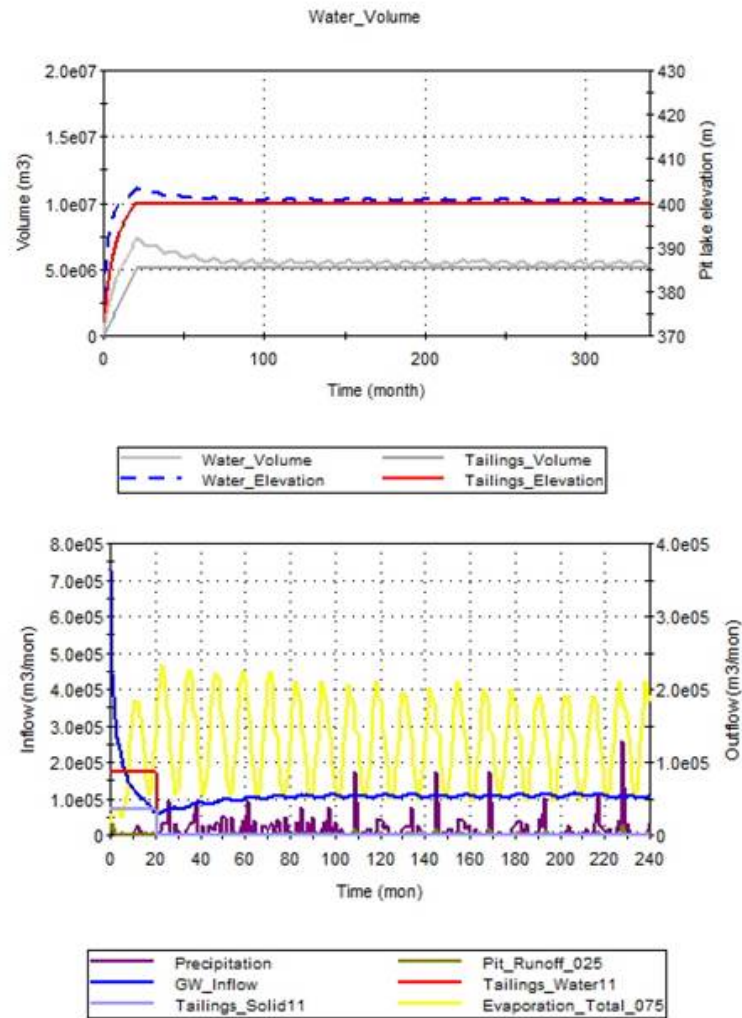 Water_Volume
2.0e07
1.5e07
1.0e07
5.0e06
0
Volume (m3)
430
420
410
400
390
380
370
Pit lake elevation (m)
0 100 200 300
Time (month)
Water_Volume Tailings_Volume
Water_Elevation Tailings_Elevation
8.0e05
7.0e05
6.0e05
5.0e05
4.0e05
3.0e05
2.0e05
1.0e05
0
Inflow (m3/mon)
4.0e05
3.0e05
2.0e05
1.0e05
0
Outflow (m3/mon)
0 20 40 60 80 100 120 140 160 180 200 220 240
Time (mon)
Precipitation Pit_Runoff_025
GW_Inflow Tailings_Water11
Tailings_Solid11 Evaporation_Total_075